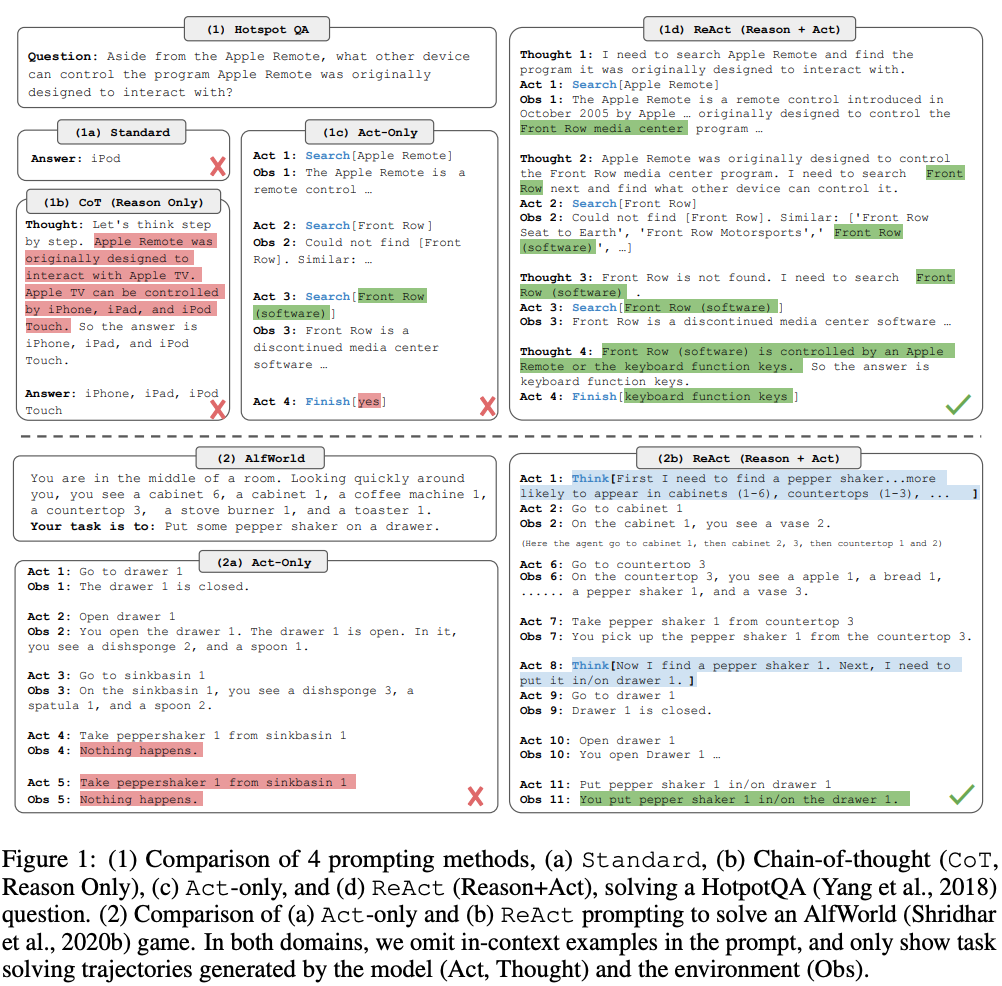 (1) Hotspot QA
Question: Aside from the Apple Remote, what other device
can control the program Apple Remote was originally
designed to interact with?
(1a) Standard
Answer: iPod
(1b) CoT (Reason Only)
Thought: Let's think step
by step. Apple Remote was
originally designed to
interact with Apple TV.
Apple TV can be controlled
by iPhone, iPad, and iPod
Touch. So the answer is
iPhone, iPad, and iPod
Touch.
Answer: iPhone, iPad, iPod
Touch
(1c) Act-Only
Act 1: Search[Apple Remote]
Obs 1: The Apple Remote is a
remote control …
Act 2: Search[Front Row]
Obs 2: Could not find [Front
Row]. Similar: …
Act 3: Search[Front Row
(software)]
Obs 3: Front Row is a
discontinued media center
software …
Act 4: Finish[yes]
(1d) ReAct (Reason + Act)
Thought 1: I need to search Apple Remote and find the
program it was originally designed to interact with.
Act 1: Search[Apple Remote]
Obs 1: The Apple Remote is a remote control introduced in
October 2005 by Apple … originally designed to control the
Front Row media center program …
Thought 2: Apple Remote was originally designed to control
the Front Row media center program. I need to search Front
Row next and find what other device can control it.
Act 2: Search[Front Row]
Obs 2: Could not find [Front Row]. Similar: ['Front Row
Seat to Earth', 'Front Row Motorsports',' Front Row
(software)', …]
Thought 3: Front Row is not found. I need to search Front
Row (software) .
Act 3: Search[Front Row (software) ]
Obs 3: Front Row is a discontinued media center software …
Thought 4: Front Row (software) is controlled by an Apple
Remote or the keyboard function keys. So the answer is
keyboard function keys.
Act 4: Finish[keyboard function keys ]
(2) AlfWorld
You are in the middle of a room. Looking quickly around
you, you see a cabinet 6, a cabinet 1, a coffee machine 1,
a countertop 3, a stove burner 1, and a toaster 1.
Your task is to: Put some pepper shaker on a drawer.
(2a) Act-Only
Act 1: Go to drawer 1
Obs 1: The drawer 1 is closed.
Act 2: Open drawer 1
Obs 2: You open the drawer 1. The drawer 1 is open. In it,
you see a dishsponge 2, and a spoon 1.
Act 3: Go to sinkbasin 1
Obs 3: On the sinkbasin 1, you see a dishsponge 3, a
spatula 1, and a spoon 2.
Act 4: Take peppershaker 1 from sinkbasin 1
Obs 4: Nothing happens.
Act 5: Take peppershaker 1 from sinkbasin 1
Obs 5: Nothing happens.
(2b) ReAct (Reason + Act)
Act 1: Think[First I need to find a pepper shaker...more
likely to appear in cabinets (1-6), countertops (1-3), ... ]
Act 2: Go to cabinet 1
Obs 2: On the cabinet 1, you see a vase 2.
(Here the agent go to cabinet 1, then cabinet 2, 3, then countertop 1 and 2)
Act 6: Go to countertop 3
Obs 6: On the countertop 3, you see a apple 1, a bread 1,
...... a pepper shaker 1, and a vase 3.
Act 7: Take pepper shaker 1 from countertop 3
Obs 7: You pick up the pepper shaker 1 from the countertop 3.
Act 8: Think[Now I find a pepper shaker 1. Next, I need to
put it in/on drawer 1. ]
Act 9: Go to drawer 1
Obs 9: Drawer 1 is closed.
Act 10: Open drawer 1
Obs 10: You open Drawer 1 …
Act 11: Put pepper shaker 1 in/on drawer 1
Obs 11: You put pepper shaker 1 in/on the drawer 1.
Figure 1: (1) Comparison of 4 prompting methods, (a) Standard, (b) Chain-of-thought (CoT,
Reason Only), (c) Act-only, and (d) ReAct (Reason+Act), solving a HotpotQA (Yang et al., 2018)
question. (2) Comparison of (a) Act-only and (b) ReAct prompting to solve an AlfWorld (Shridhar
et al., 2020b) game. In both domains, we omit in-context examples in the prompt, and only show task
solving trajectories generated by the model (Act, Thought) and the environment (Obs).